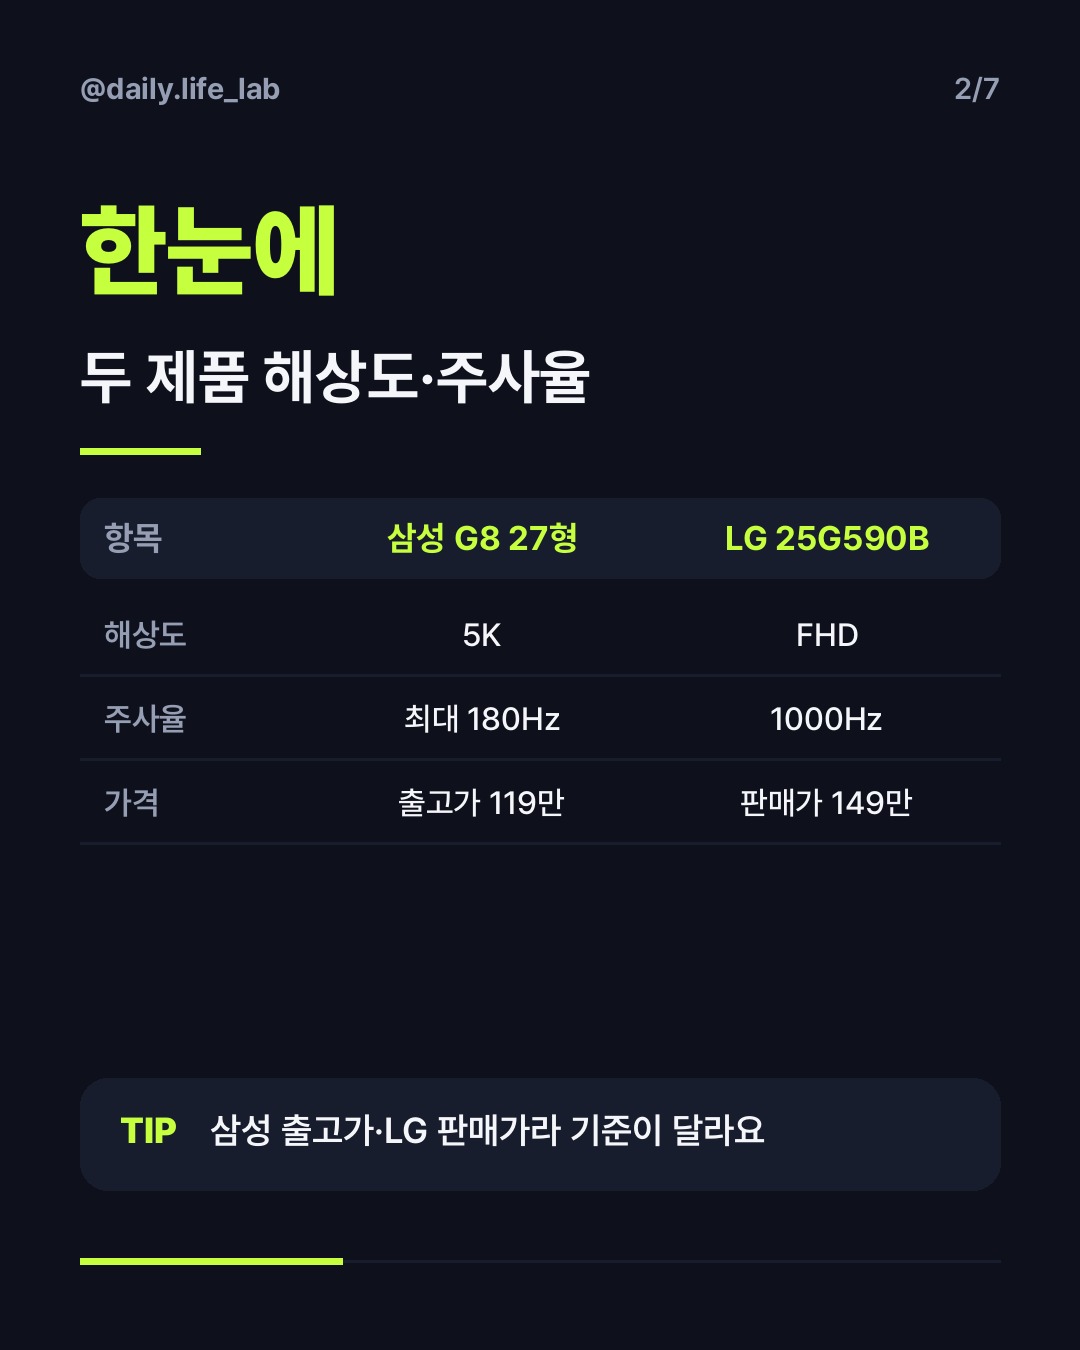 @daily.life_lab 2/7
한눈에
두 제품 해상도·주사율
항목 삼성 G8 27형 LG 25G590B
해상도 5K FHD
주사율 최대 180Hz 1000Hz
가격 출고가 119만 판매가 149만
TIP 삼성 출고가·LG 판매가라 기준이 달라요